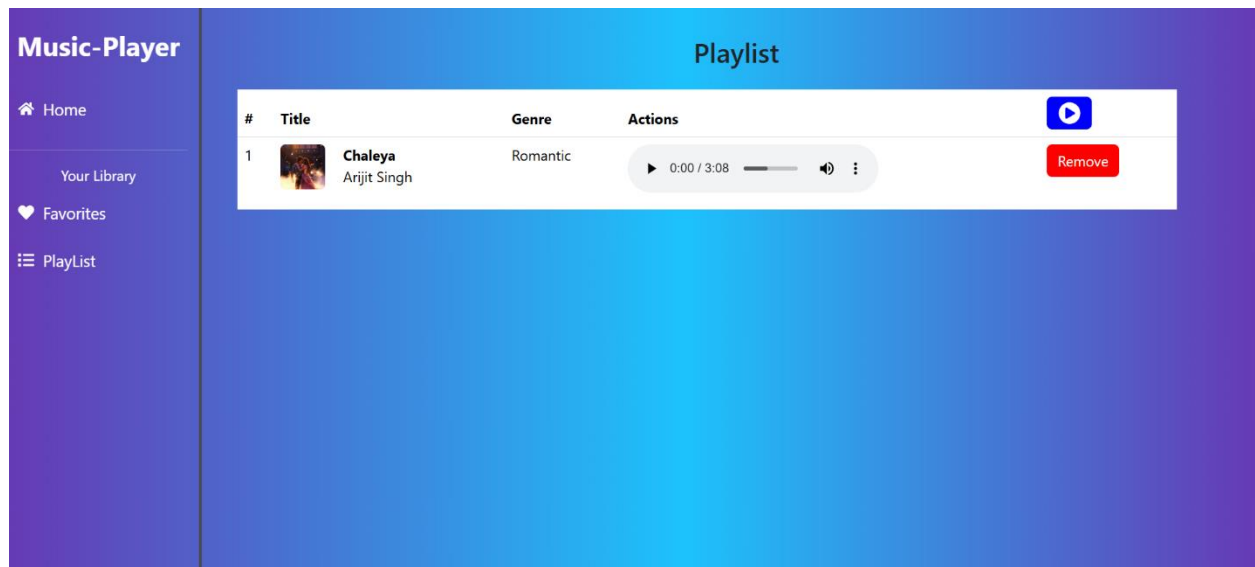 Music-Player
Home
Your Library
Favorites
PlayList
Playlist
# Title Genre Actions
1 Chaleya Romantic 0:00 / 3:08 Remove
Arijit Singh